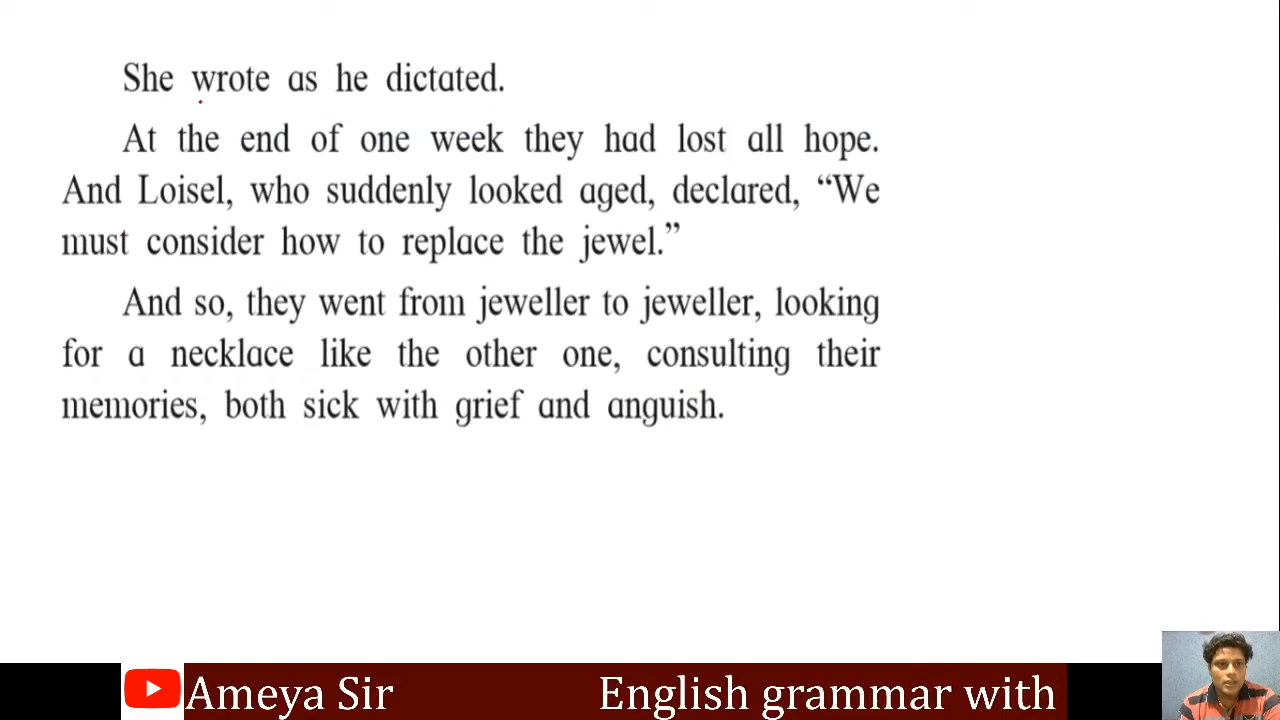 She wrote as he dictated.
At the end of one week they had lost all hope.
And Loisel, who suddenly looked aged, declared, “We
must consider how to replace the jewel.”
And so, they went from jeweller to jeweller, looking
for a necklace like the other one, consulting their
memories, both sick with grief and anguish.
Ameya Sir English grammar with